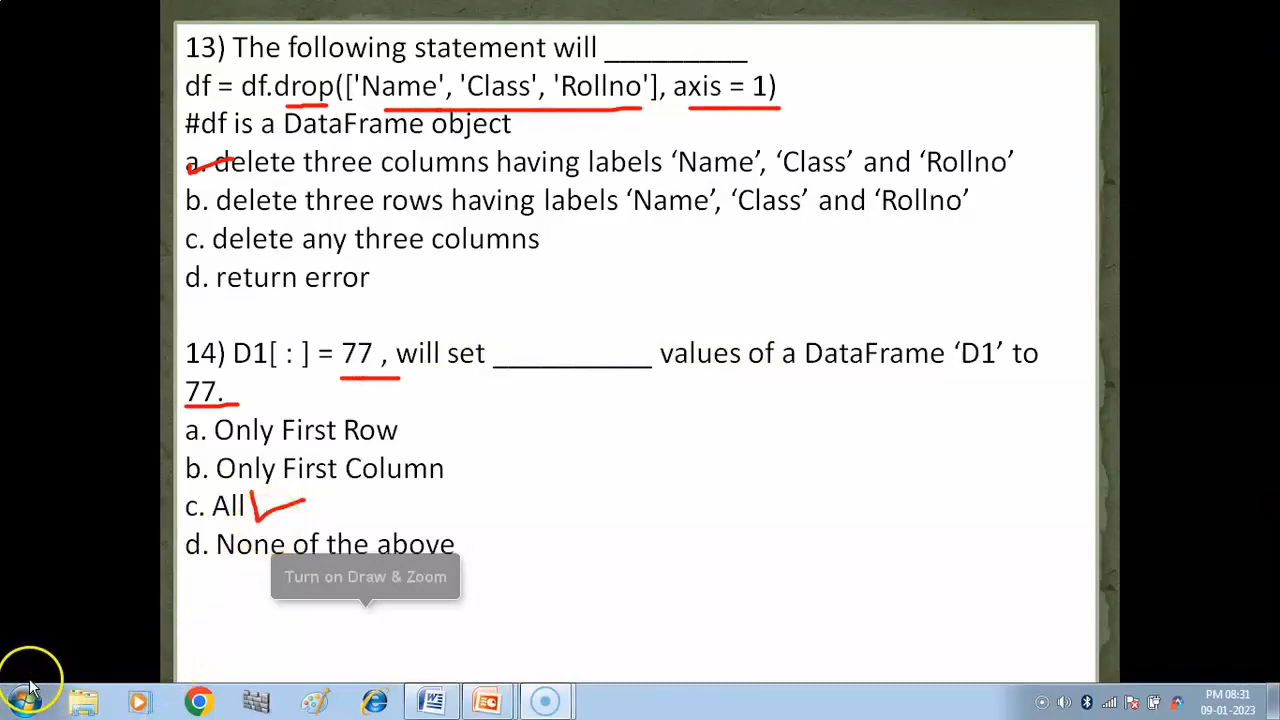 13) The following statement will _________
df = df.drop(['Name', 'Class', 'Rollno'], axis = 1)
#df is a DataFrame object
a. delete three columns having labels ‘Name’, ‘Class’ and ‘Rollno’
b. delete three rows having labels ‘Name’, ‘Class’ and ‘Rollno’
c. delete any three columns
d. return error
14) D1[ : ] = 77 , will set __________ values of a DataFrame ‘D1’ to
77.
a. Only First Row
b. Only First Column
c. All
d. None of the above
Turn on Draw & Zoom
PM 08:31
09-01-2023